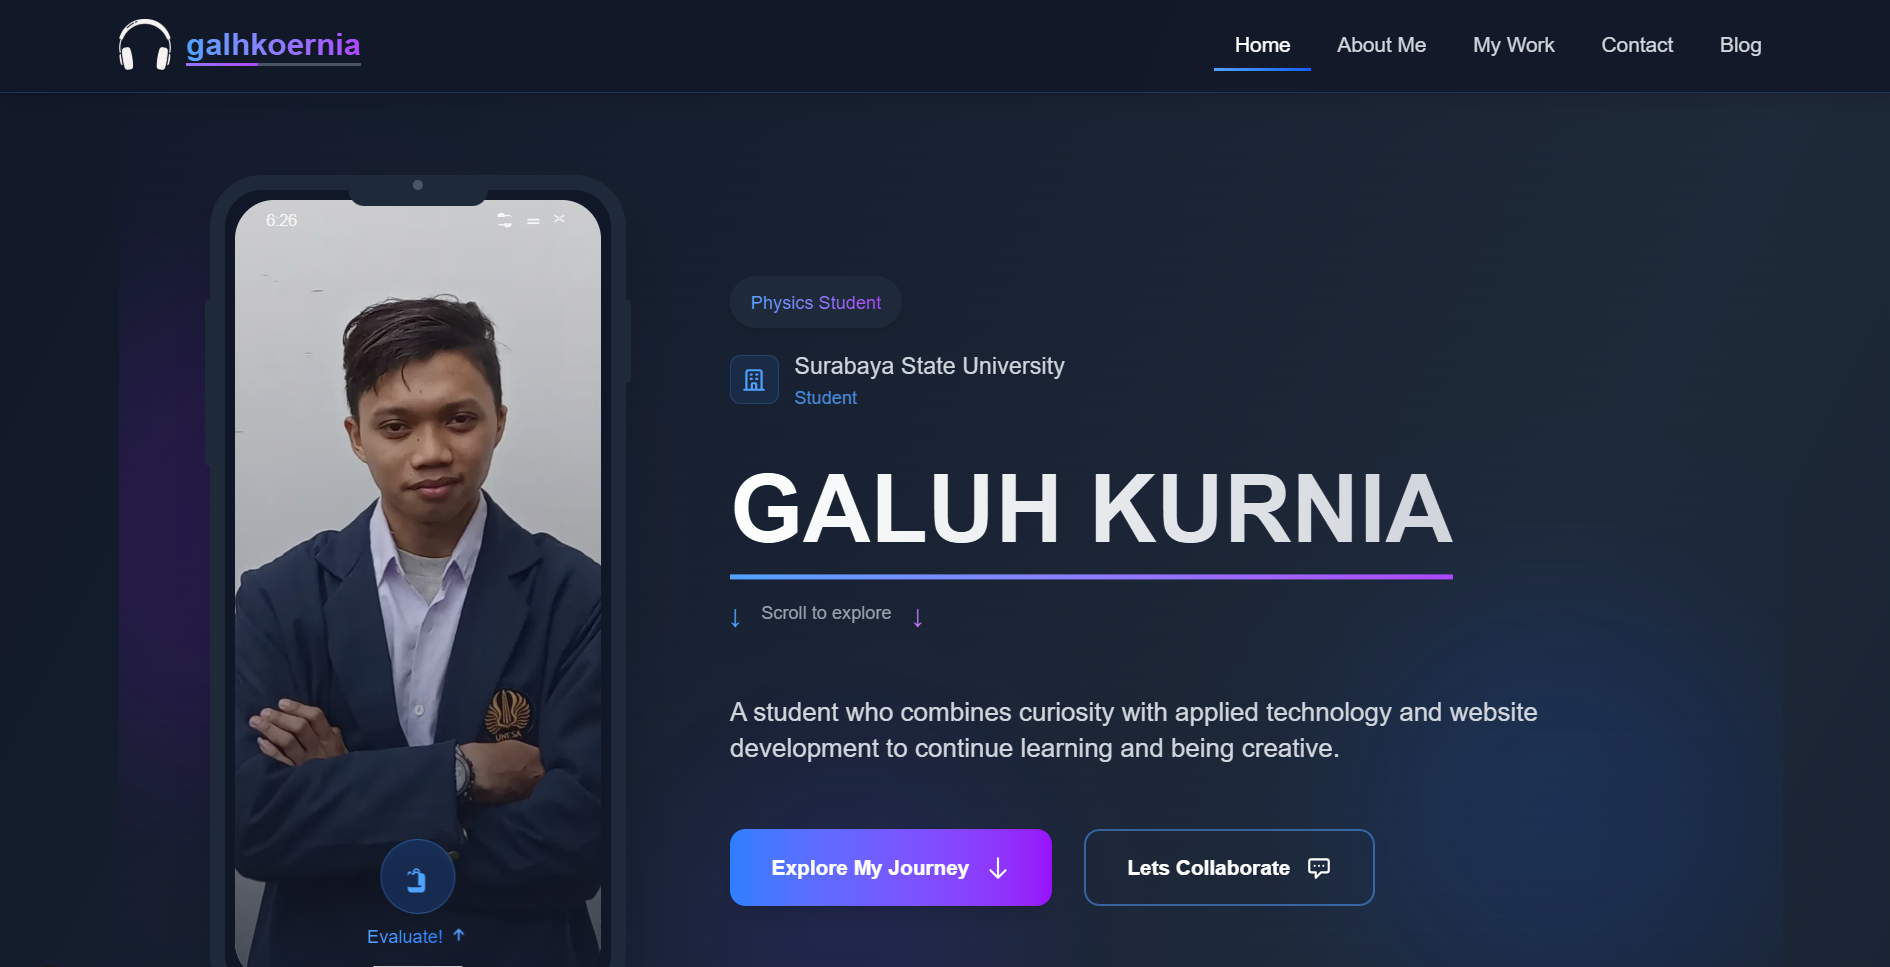 galhkoernia
Home
About Me
My Work
Contact
Blog
6:26
UNESA
Evaluate!
Physics Student
Surabaya State University
Student
GALUH KURNIA
Scroll to explore
A student who combines curiosity with applied technology and website
development to continue learning and being creative.
Explore My Journey
Lets Collaborate